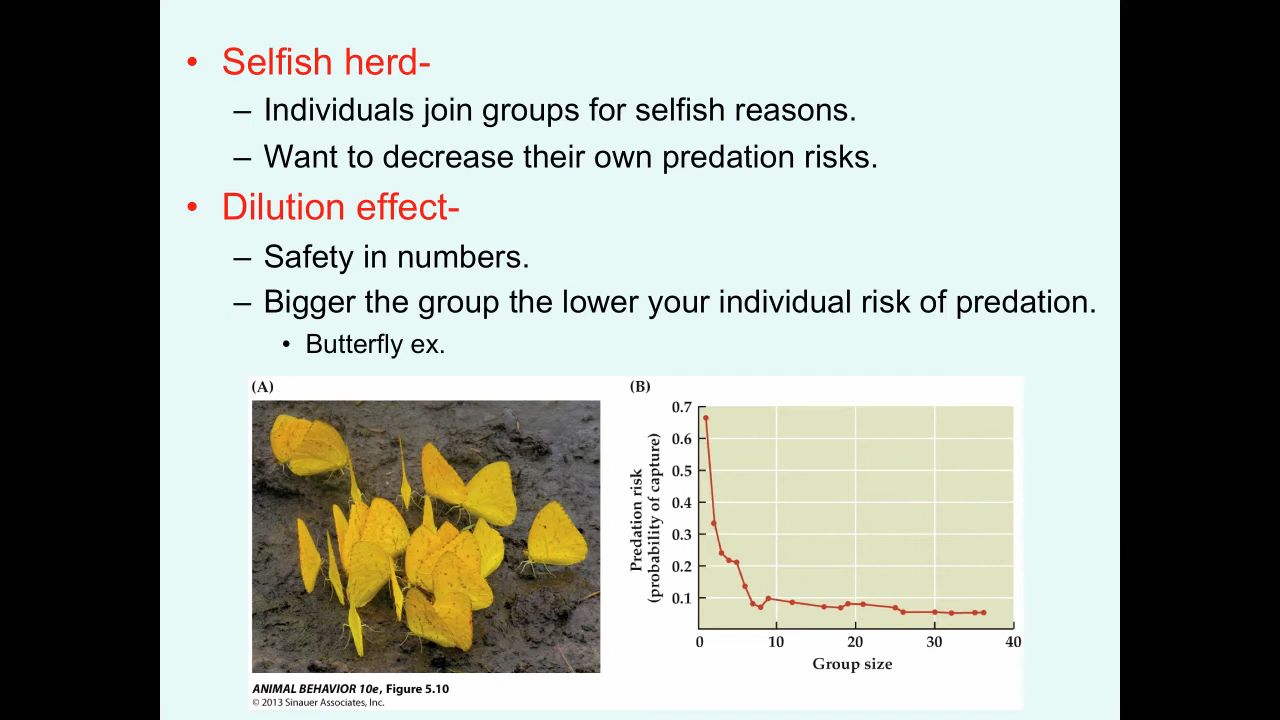 • Selfish herd-
– Individuals join groups for selfish reasons.
– Want to decrease their own predation risks.
• Dilution effect-
– Safety in numbers.
– Bigger the group the lower your individual risk of predation.
• Butterfly ex.
(A)
ANIMAL BEHAVIOR 10e, Figure 5.10
© 2013 Sinauer Associates, Inc.
(B)
Predation risk
(probability of capture)
0.7
0.6
0.5
0.4
0.3
0.2
0.1
0 10 20 30 40
Group size